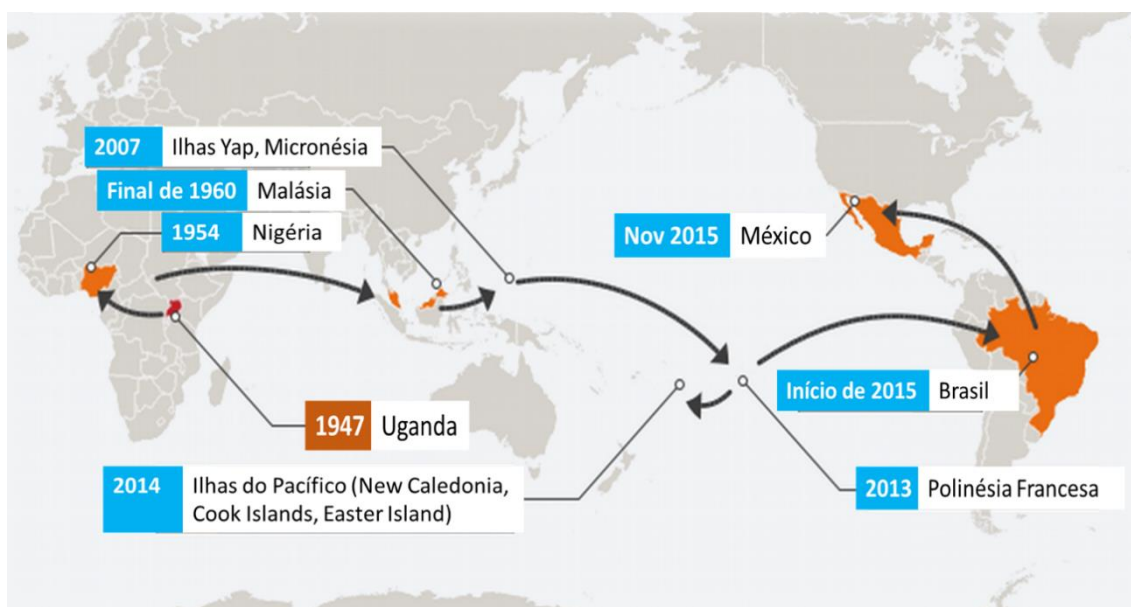 2007 Ilhas Yap, Micronésia
Final de 1960 Malásia
1954 Nigéria
Nov 2015 México
Início de 2015 Brasil
1947 Uganda
2014 Ilhas do Pacífico (New Caledonia,
Cook Islands, Easter Island)
2013 Polinésia Francesa